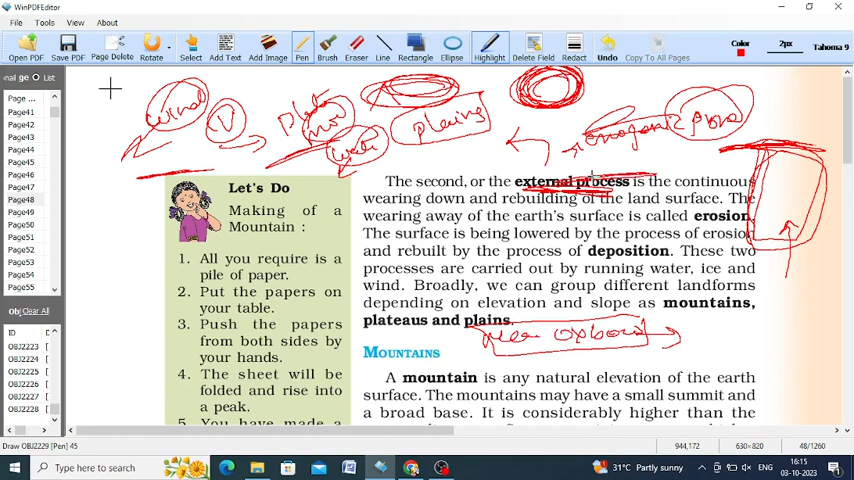 WinPDFEditor
File Tools View About
Open PDF Save PDF Page Delete Rotate Select Add Text Add Image Pen Brush Eraser Line Rectangle Ellipse Highlight Delete Field Redact Undo Copy To All Pages Color 2px Tahoma 9
nal ge List
Page...
Page41
Page42
Page43
Page44
Page45
Page46
Page47
Page48
Page49
Page50
Page51
Page52
Page53
Page54
Page55
Obj Clear All
ID
OBJ2223 [
OBJ2224 [
OBJ2225 [
OBJ2226 [
OBJ2227 [
OBJ2228 [
plains
Let's Do
Making of a
Mountain :
1. All you require is a
pile of paper.
2. Put the papers on
your table.
3. Push the papers
from both sides by
your hands.
4. The sheet will be
folded and rise into
a peak.
5. You have made a
The second, or the external process is the continuous
wearing down and rebuilding of the land surface. The
wearing away of the earth's surface is called erosion.
The surface is being lowered by the process of erosion
and rebuilt by the process of deposition. These two
processes are carried out by running water, ice and
wind. Broadly, we can group different landforms
depending on elevation and slope as mountains,
plateaus and plains.
MOUNTAINS
A mountain is any natural elevation of the earth
surface. The mountains may have a small summit and
a broad base. It is considerably higher than the
Draw OBJ2229 [Pen] 45 944,172 630×820 48/1260
Type here to search 31°C Partly sunny ENG 16:15
03-10-2023